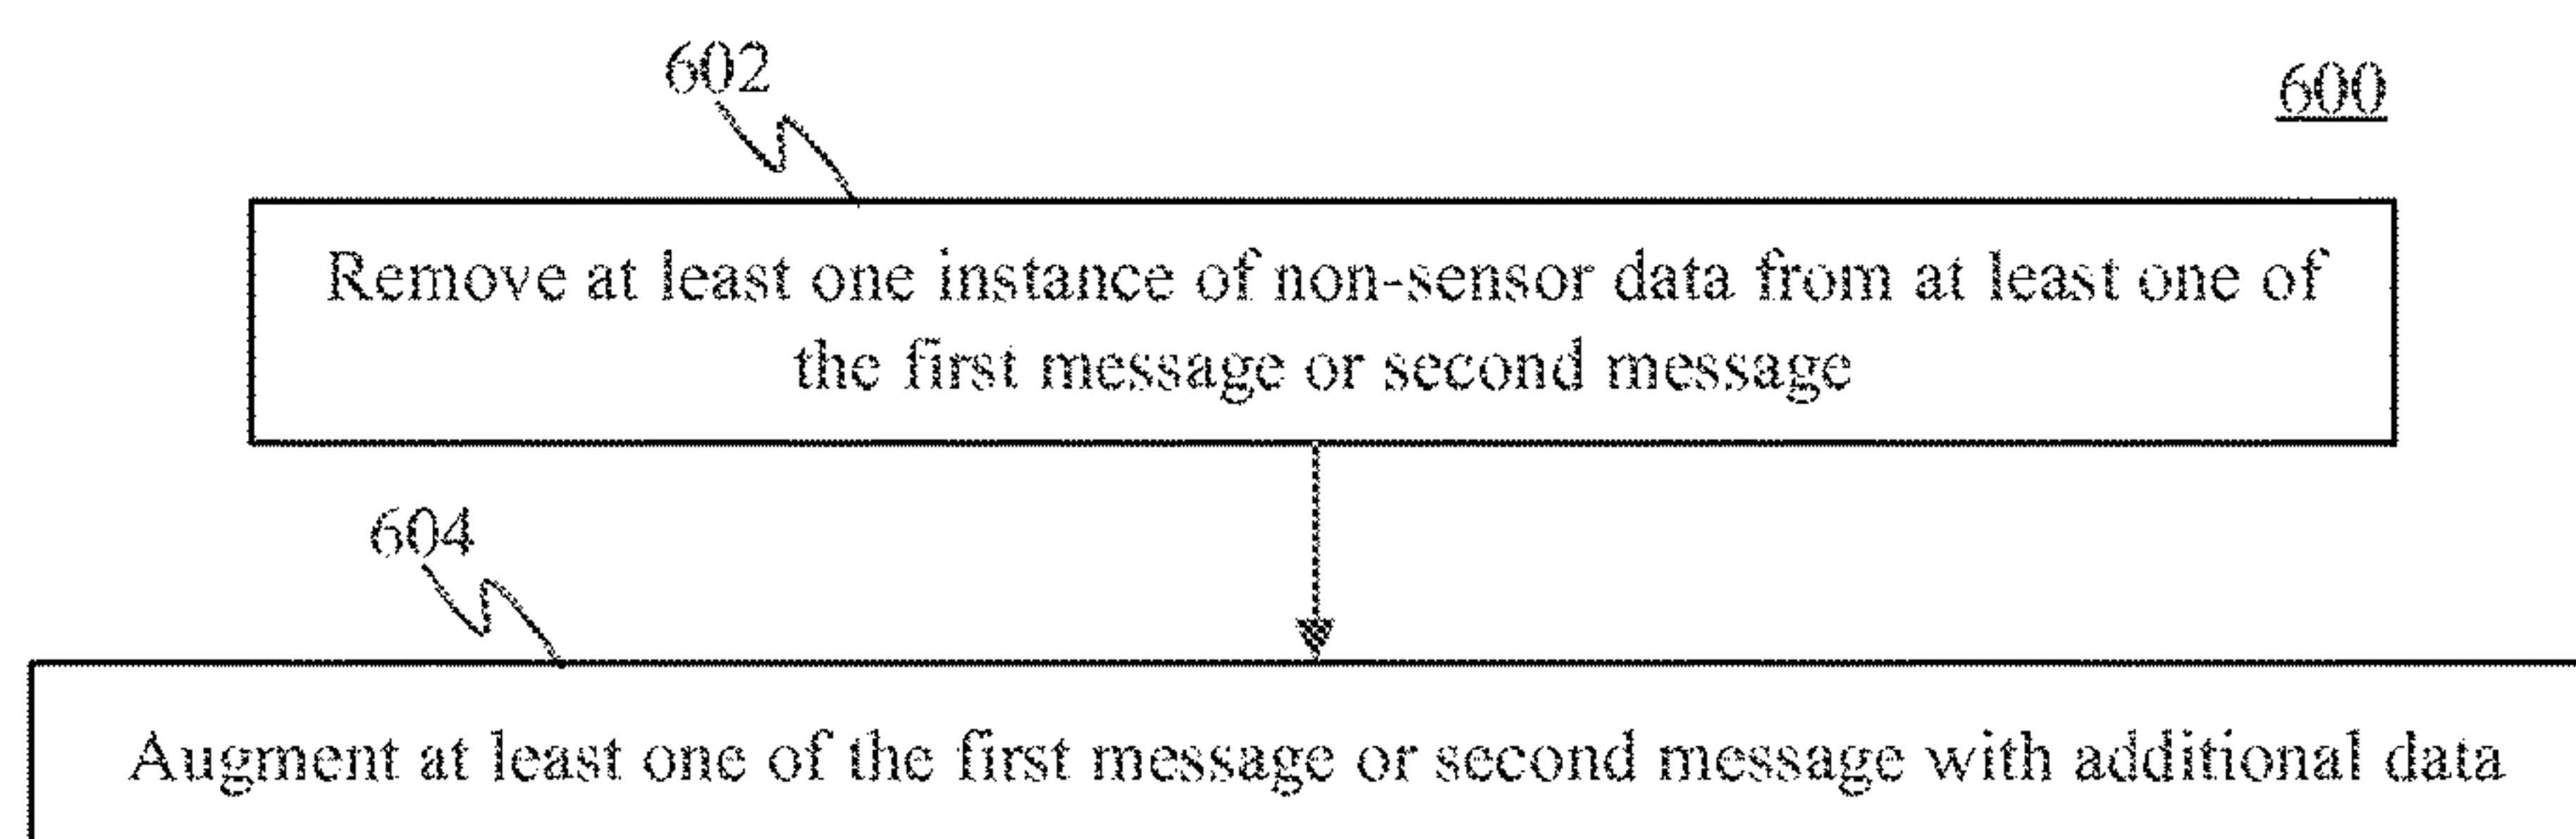 602
600
Remove at least one instance of non-sensor data from at least one of
the first message or second message
604
Augment at least one of the first message or second message with additional data